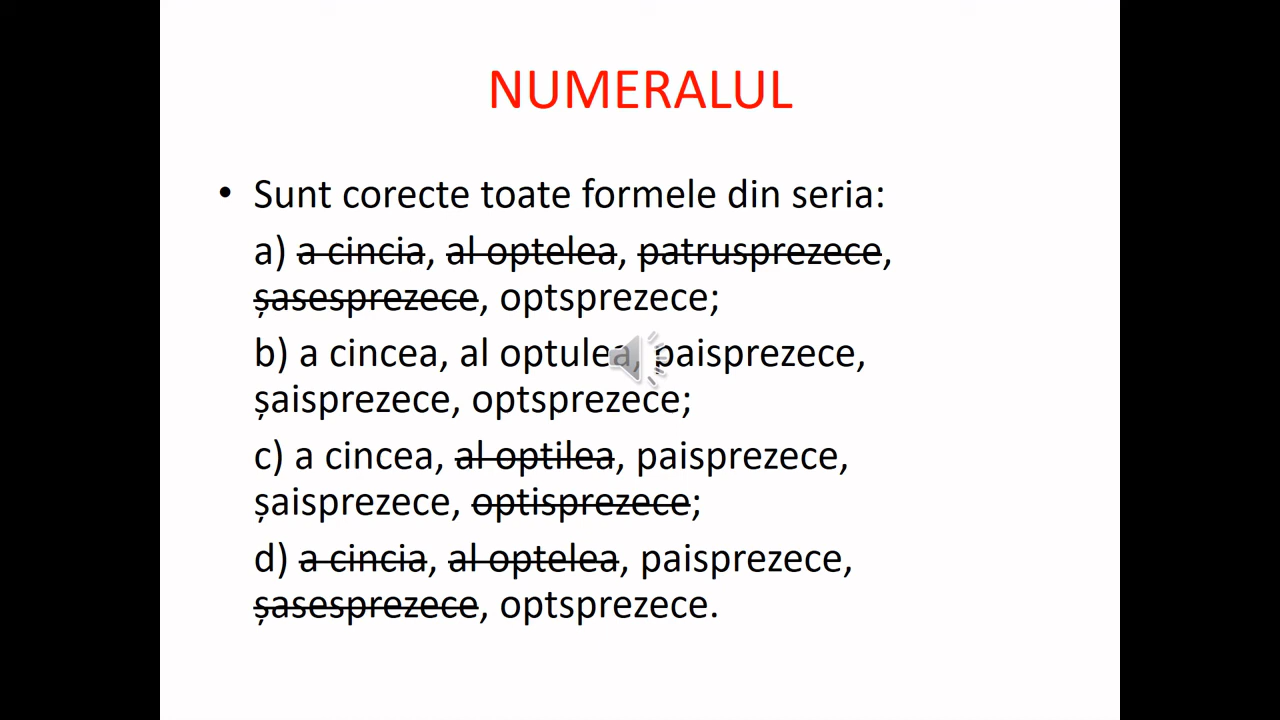 NUMERALUL
• Sunt corecte toate formele din seria:
a) a cincia, al optelea, patrusprezece,
șasesprezece, optsprezece;
b) a cincea, al optulea, paisprezece,
șaisprezece, optsprezece;
c) a cincea, al optilea, paisprezece,
șaisprezece, optisprezece;
d) a cincia, al optelea, paisprezece,
șasesprezece, optsprezece.